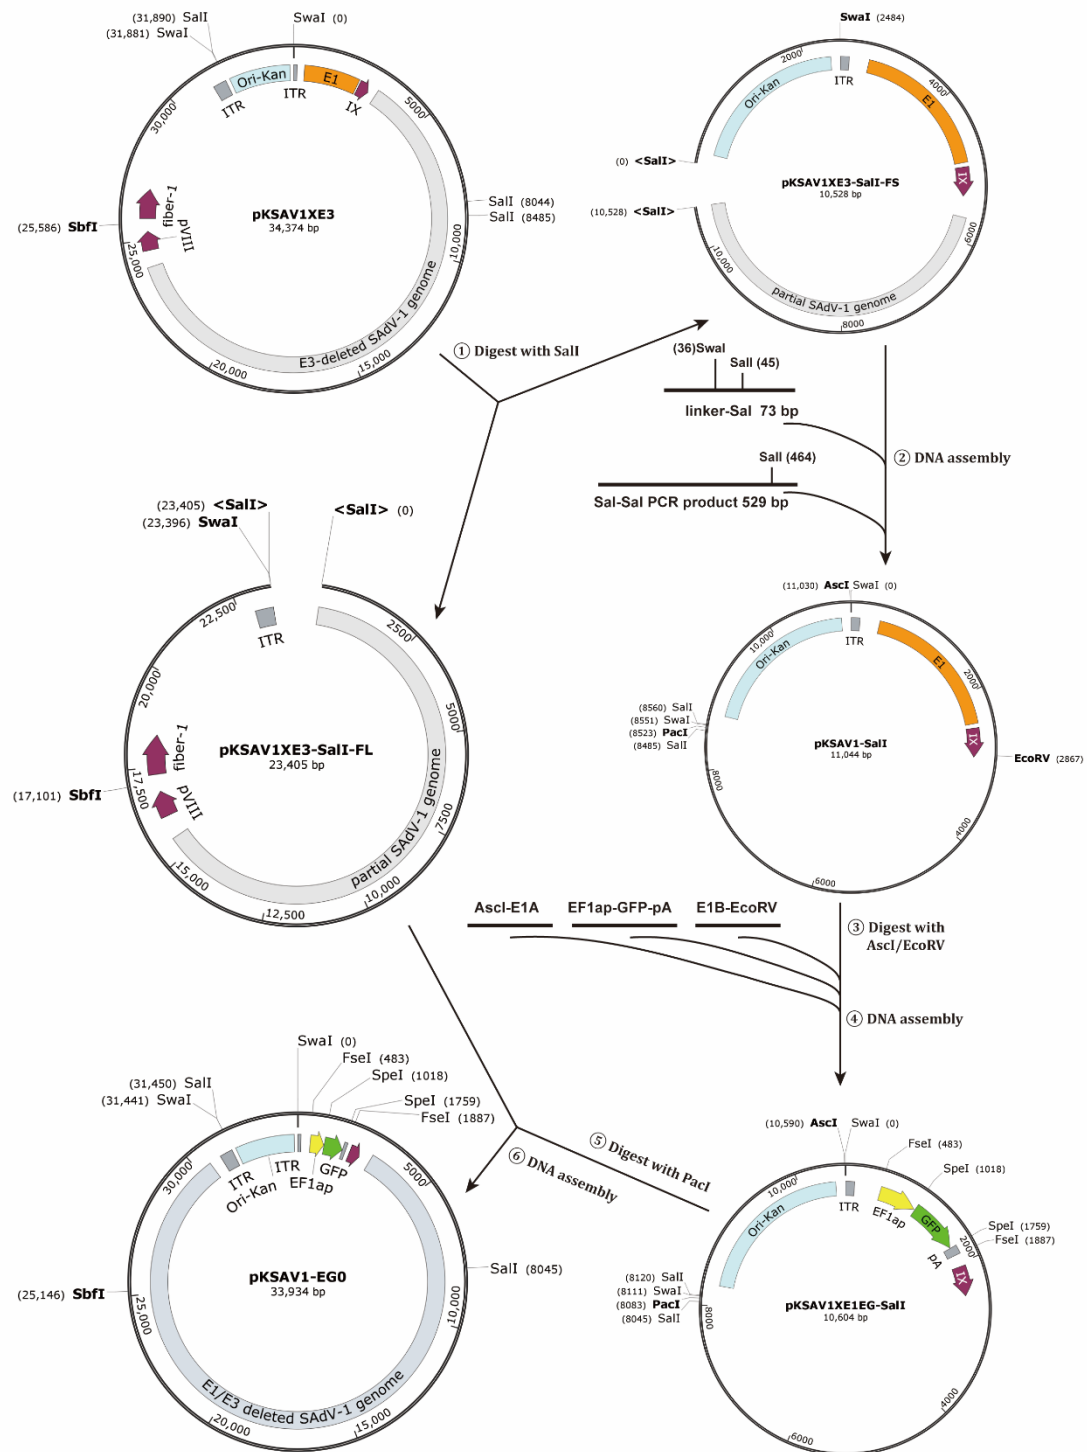 (31,890) SalI
(31,881) SwaI
SwaI (0)
Ori-Kan
E1
ITR
ITR
IX
5000
30,000
SalI (8044)
SalI (8485)
pKSAV1XE3
34,374 bp
fiber-1
(25,586) SbfI
pVIII
25,000
10,000
E3-deleted SAdV-1 genome
20,000
15,000
SwaI (2484)
2000
ITR
4000
Ori-Kan
E1
(0) <SalI>
IX
pKSAV1XE3-SalI-FS
10,528 bp
(10,528) <SalI>
6000
10,000
partial SAdV-1 genome
8000
① Digest with SalI
(36)SwaI
SalI (45)
linker-Sal 73 bp
② DNA assembly
SalI (464)
Sal-Sal PCR product 529 bp
(23,405) <SalI>
(23,396) SwaI
<SalI> (0)
22,500
ITR
2500
20,000
5000
fiber-1
pKSAV1XE3-SalI-FL
23,405 bp
(17,101) SbfI
17,500
pVIII
7500
partial SAdV-1 genome
15,000
10,000
12,500
(11,030) AscI SwaI (0)
10,000
ITR
Ori-Kan
E1
2000
(8560) SalI
(8551) SwaI
(8523) PacI
(8485) SalI
IX
pKSAV1-SalI
11,044 bp
EcoRV (2867)
8000
4000
6000
AscI-E1A
EF1ap-GFP-pA
E1B-EcoRV
③ Digest with
AscI/EcoRV
④ DNA assembly
SwaI (0)
FseI (483)
SpeI (1018)
(31,450) SalI
(31,441) SwaI
SpeI (1759)
FseI (1887)
30,000
ITR
Ori-Kan
ITR
EF1ap
GFP
5000
⑤ Digest with PacI
⑥ DNA assembly
SalI (8045)
pKSAV1-EG0
33,934 bp
(25,146) SbfI
25,000
10,000
E1/E3 deleted SAdV-1 genome
20,000
15,000
(10,590) AscI
SwaI (0)
FseI (483)
SpeI (1018)
10,000
ITR
Ori-Kan
EF1ap
GFP
SpeI (1759)
FseI (1887)
2000
pA
IX
(8120) SalI
(8111) SwaI
(8083) PacI
(8045) SalI
8000
pKSAV1XE1EG-SalI
10,604 bp
4000
6000